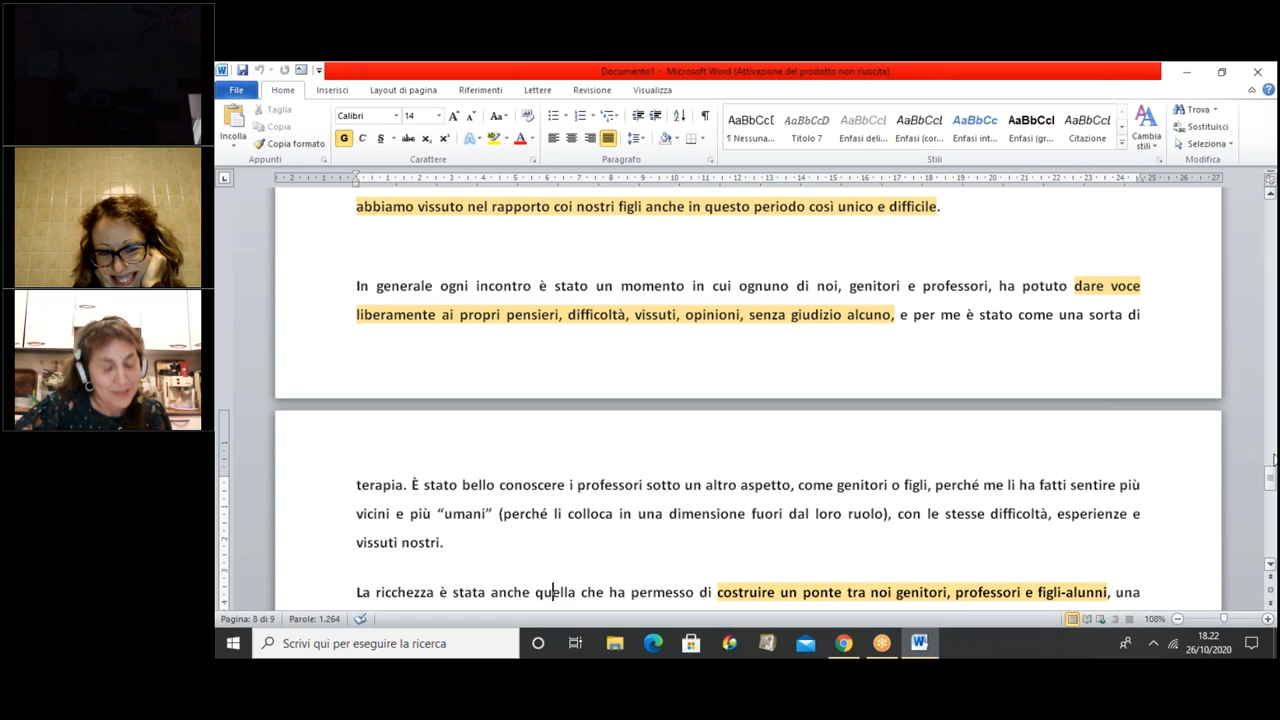 Documento1 - Microsoft Word (Attivazione del prodotto non riuscita)
File Home Inserisci Layout di pagina Riferimenti Lettere Revisione Visualizza
Incolla
Taglia
Copia
Copia formato
Appunti
Calibri 14
G C S abc x₂ x²
Carattere
Paragrafo
AaBbCcI AaBbCcD AaBbCcl AaBbCcl AaBbCc AaBbCcl AaBbCcl
¶ Nessuna... Titolo 7 Enfasi deli... Enfasi (cor... Enfasi inte... Enfasi (gr... Citazione
Stili
Cambia stili
Trova
Sostituisci
Seleziona
Modifica
abbiamo vissuto nel rapporto coi nostri figli anche in questo periodo così unico e difficile.
In generale ogni incontro è stato un momento in cui ognuno di noi, genitori e professori, ha potuto dare voce
liberamente ai propri pensieri, difficoltà, vissuti, opinioni, senza giudizio alcuno, e per me è stato come una sorta di
terapia. È stato bello conoscere i professori sotto un altro aspetto, come genitori o figli, perché me li ha fatti sentire più
vicini e più “umani” (perché li colloca in una dimensione fuori dal loro ruolo), con le stesse difficoltà, esperienze e
vissuti nostri.
La ricchezza è stata anche quella che ha permesso di costruire un ponte tra noi genitori, professori e figli-alunni, una
Pagina: 8 di 9 Parole: 1.264 108%
Scrivi qui per eseguire la ricerca
18.22
26/10/2020